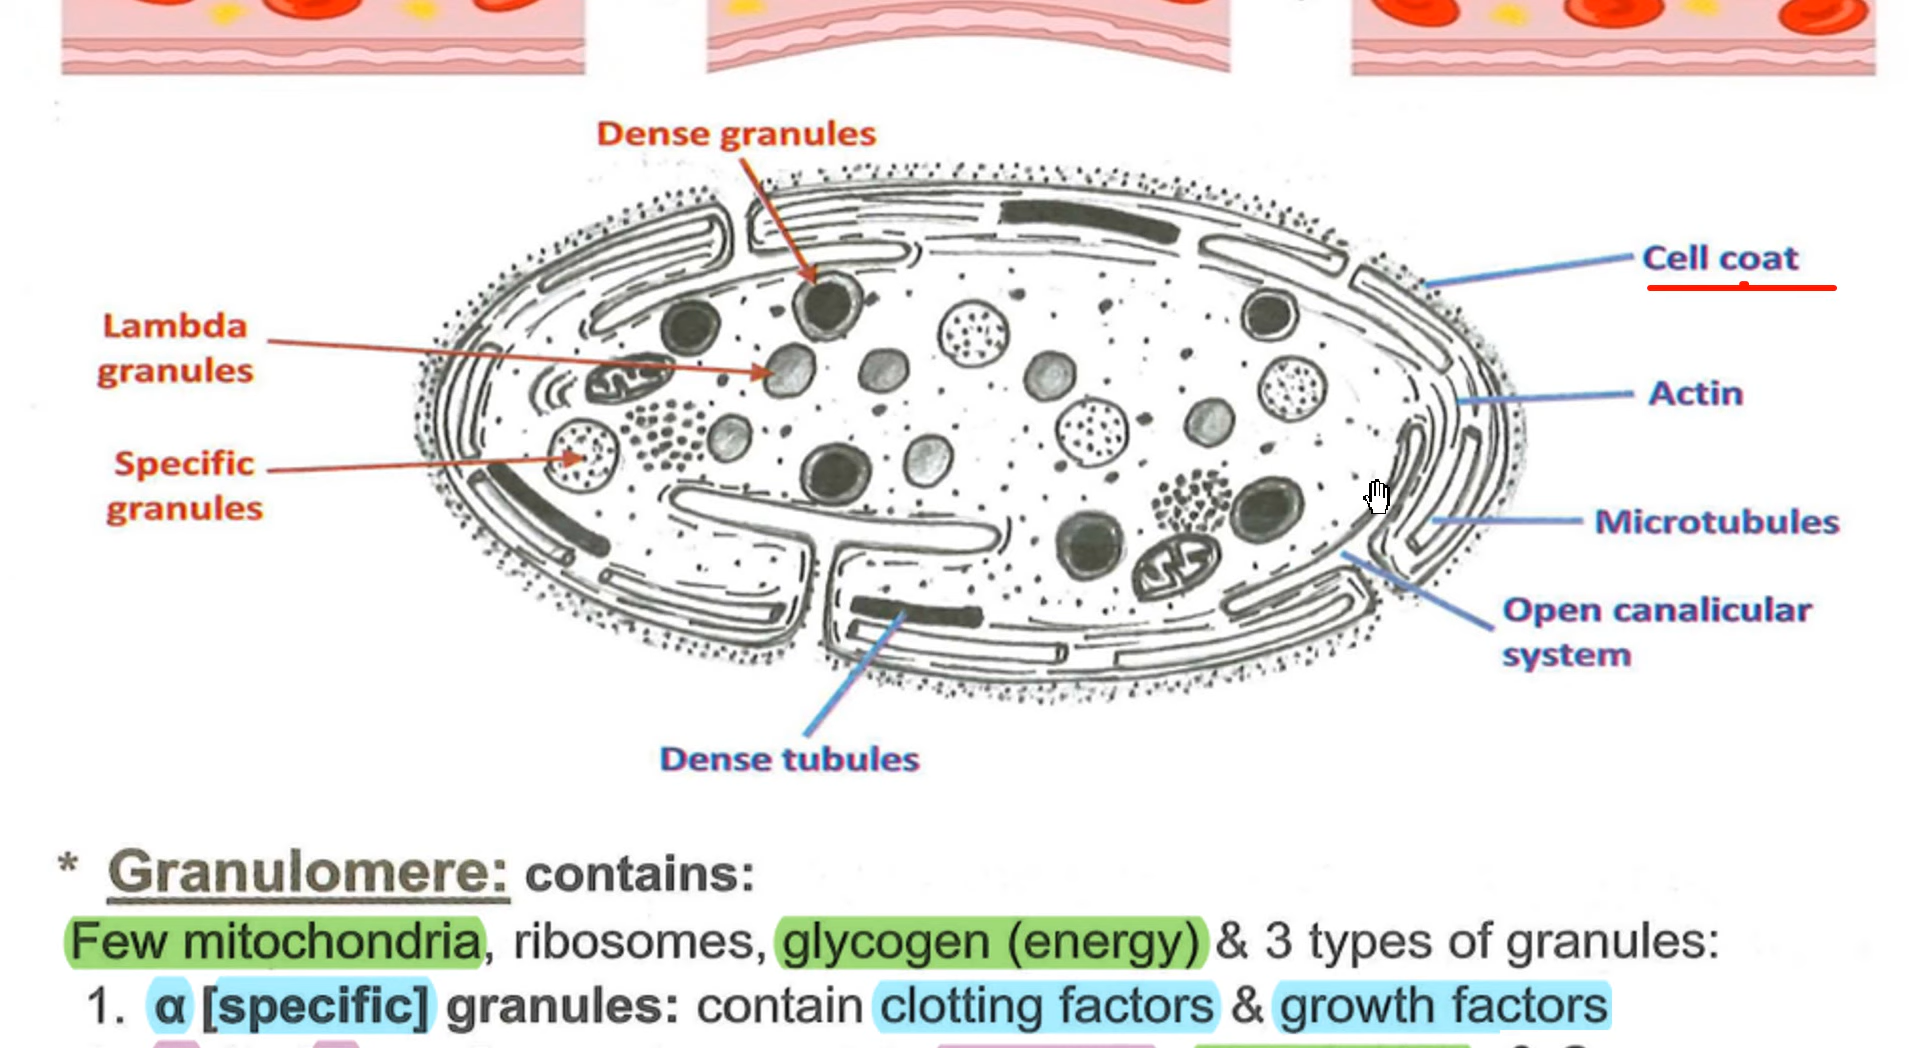 Dense granules
Cell coat
Lambda
granules
Actin
Specific
granules
Microtubules
Open canalicular
system
Dense tubules
* Granulomere: contains:
Few mitochondria, ribosomes, glycogen (energy) & 3 types of granules:
1. α [specific] granules: contain clotting factors & growth factors